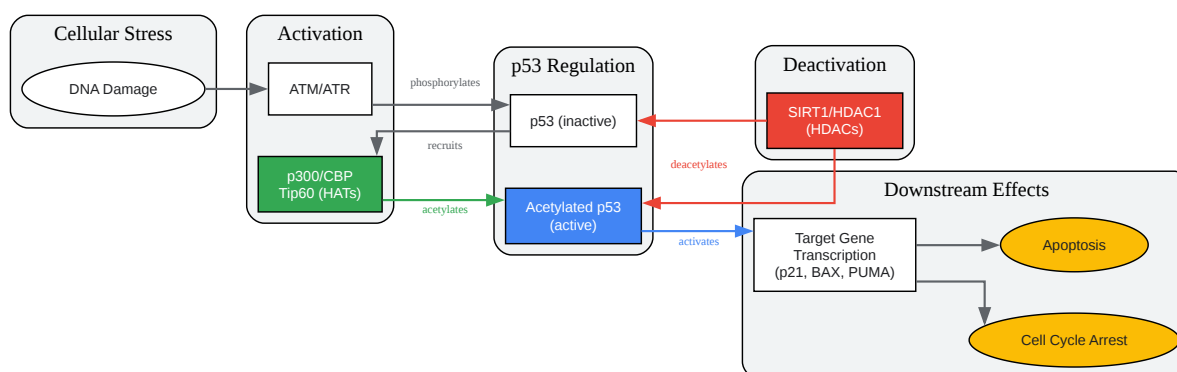 Cellular Stress
DNA Damage
Activation
ATM/ATR
phosphorylates
recruits
p300/CBP
Tip60 (HATs)
acetylates
p53 Regulation
p53 (inactive)
Acetylated p53
(active)
deacetylates
activates
Deactivation
SIRT1/HDAC1
(HDACs)
Downstream Effects
Target Gene
Transcription
(p21, BAX, PUMA)
Apoptosis
Cell Cycle Arrest